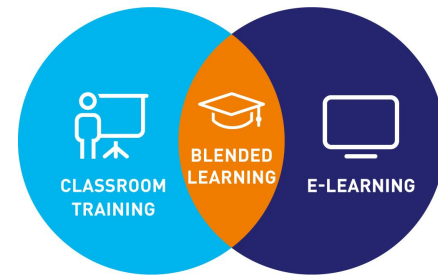 CLASSROOM
TRAINING
BLENDED
LEARNING
E-LEARNING